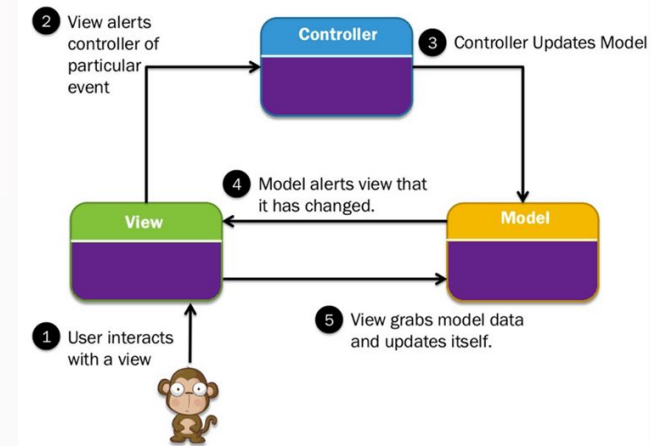 2 View alerts
controller of
particular
event
Controller
3 Controller Updates Model
4 Model alerts view that
it has changed.
View
Model
5 View grabs model data
and updates itself.
1 User interacts
with a view